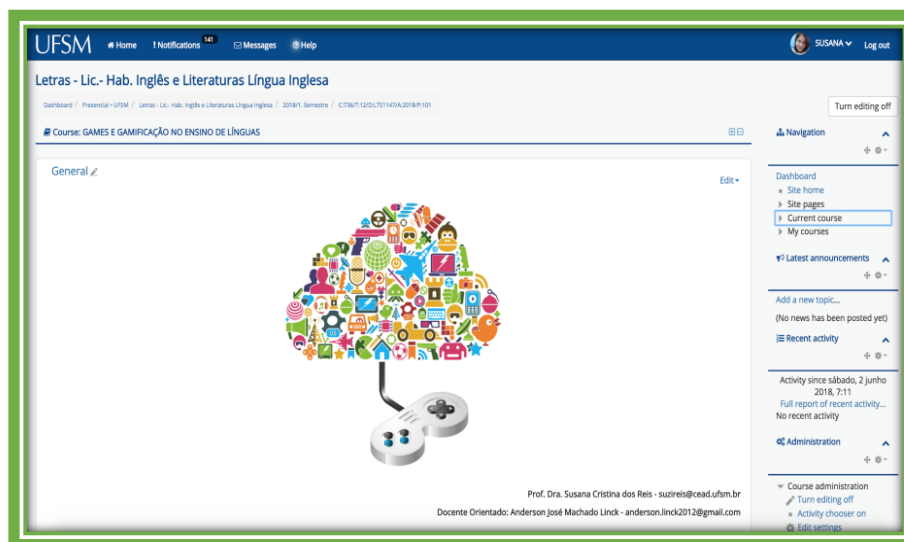 UFSM Home ! Notifications 141 Messages Help SUSANA Log out
Letras - Lic.- Hab. Inglês e Literaturas Língua Inglesa
Dashboard / Presencial - UFSM / Letras - Lic.- Hab. Inglês e Literaturas Língua Inglesa / 2018/1. Semestre / C:736/T:12/D:LTE1147/A:2018/P:101
Turn editing off
Course: GAMES E GAMIFICAÇÃO NO ENSINO DE LÍNGUAS
General
Edit
Prof. Dra. Susana Cristina dos Reis - suzireis@cead.ufsm.br
Docente Orientado: Anderson José Machado Linck - anderson.linck2012@gmail.com
Navigation
Dashboard
Site home
Site pages
Current course
My courses
Latest announcements
Add a new topic...
(No news has been posted yet)
Recent activity
Activity since sábado, 2 junho
2018, 7:11
Full report of recent activity...
No recent activity
Administration
Course administration
Turn editing off
Activity chooser on
Edit settings